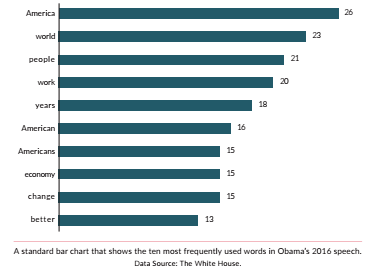 America 26
world 23
people 21
work 20
years 18
American 16
Americans 15
economy 15
change 15
better 13
A standard bar chart that shows the ten most frequently used words in Obama's 2016 speech.
Data Source: The White House.